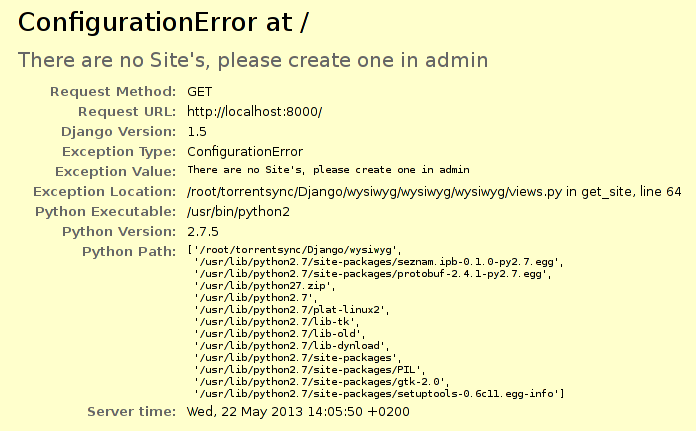 ConfigurationError at /
There are no Site's, please create one in admin
Request Method: GET
Request URL: http://localhost:8000/
Django Version: 1.5
Exception Type: ConfigurationError
Exception Value: There are no Site's, please create one in admin
Exception Location: /root/torrentsync/Django/wysiwyg/wysiwyg/wysiwyg/views.py in get_site, line 64
Python Executable: /usr/bin/python2
Python Version: 2.7.5
Python Path: ['/root/torrentsync/Django/wysiwyg',
'/usr/lib/python2.7/site-packages/seznam.ipb-0.1.0-py2.7.egg',
'/usr/lib/python2.7/site-packages/protobuf-2.4.1-py2.7.egg',
'/usr/lib/python27.zip',
'/usr/lib/python2.7',
'/usr/lib/python2.7/plat-linux2',
'/usr/lib/python2.7/lib-tk',
'/usr/lib/python2.7/lib-old',
'/usr/lib/python2.7/lib-dynload',
'/usr/lib/python2.7/site-packages',
'/usr/lib/python2.7/site-packages/PIL',
'/usr/lib/python2.7/site-packages/gtk-2.0',
'/usr/lib/python2.7/site-packages/setuptools-0.6c11.egg-info']
Server time: Wed, 22 May 2013 14:05:50 +0200